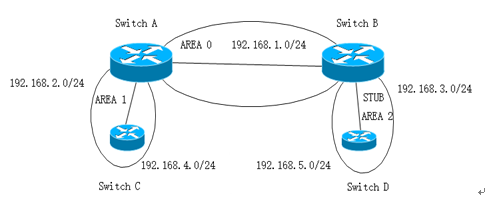 Switch A
Switch B
AREA 0
192.168.1.0/24
192.168.2.0/24
192.168.3.0/24
AREA 1
STUB
AREA 2
192.168.4.0/24
192.168.5.0/24
Switch C
Switch D